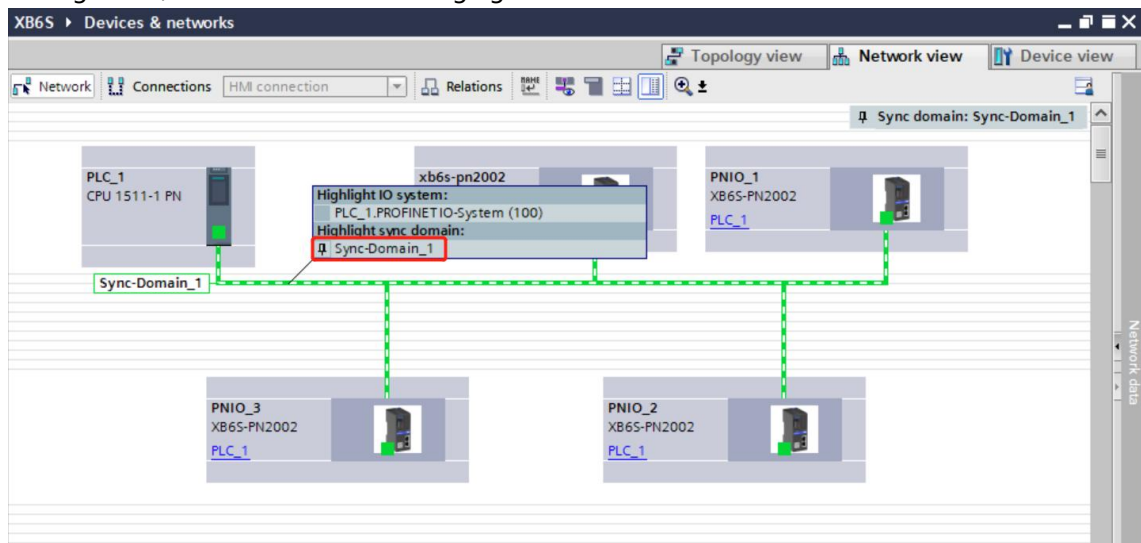 XB6S ▸ Devices & networks
Topology view
Network view
Device view
Network
Connections
HMI connection
Relations
Sync domain: Sync-Domain_1
PLC_1
CPU 1511-1 PN
xb6s-pn2002
PNIO_1
XB6S-PN2002
PLC_1
Highlight IO system:
PLC_1.PROFINET IO-System (100)
Highlight sync domain:
Sync-Domain_1
Sync-Domain_1
PNIO_3
XB6S-PN2002
PLC_1
PNIO_2
XB6S-PN2002
PLC_1
Network data